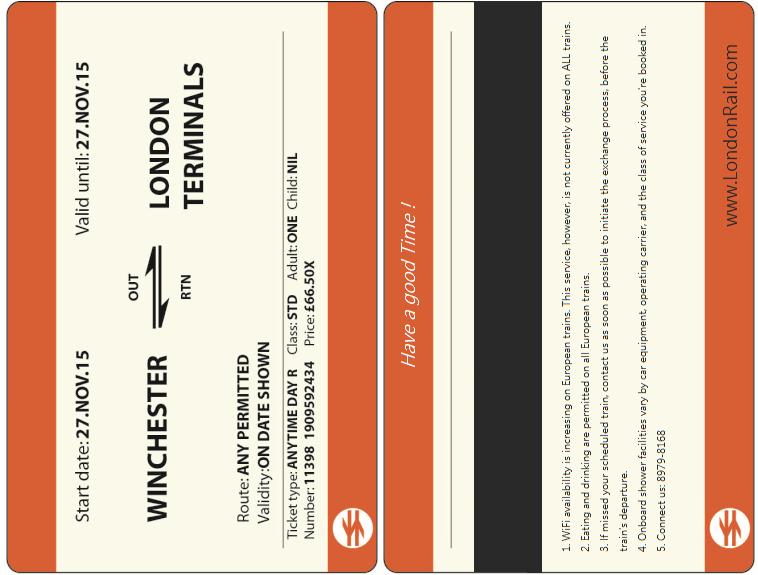 Start date: 27.NOV.15 Valid until: 27.NOV.15
OUT
WINCHESTER LONDON
TERMINALS
RTN
Route: ANY PERMITTED
Validity:ON DATE SHOWN
Ticket type: ANYTIME DAY R Class: STD Adult: ONE Child: NIL
Number: 11398 1909592434 Price: £66.50X
Have a good Time !
1. WiFi availability is increasing on European trains. This service, however, is not currently offered on ALL trains.
2. Eating and drinking are permitted on all European trains.
3. If missed your scheduled train, contact us as soon as possible to initiate the exchange process, before the
train's departure.
4. Onboard shower facilities vary by car equipment, operating carrier, and the class of service you're booked in.
5. Connect us: 8979-8168
www.LondonRail.com